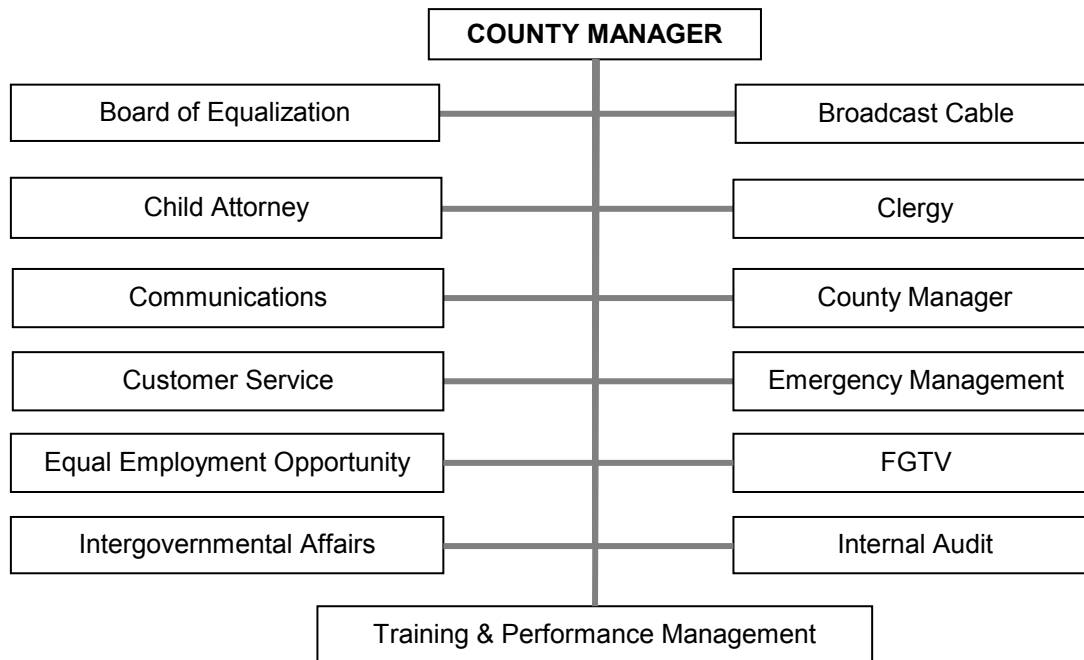 COUNTY MANAGER
Board of Equalization
Broadcast Cable
Child Attorney
Clergy
Communications
County Manager
Customer Service
Emergency Management
Equal Employment Opportunity
FGTV
Intergovernmental Affairs
Internal Audit
Training & Performance Management